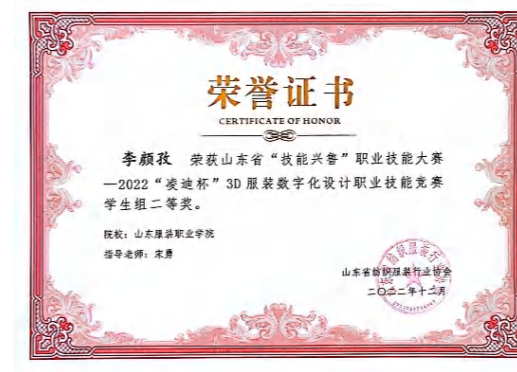 荣誉证书
CERTIFICATE OF HONOR
李颜孜 荣获山东省“技能兴鲁”职业技能大赛
—2022“凌迪杯”3D服装数字化设计职业技能竞赛
学生组二等奖。
院校：山东服装职业学院
指导老师：宋勇
山东省纺织服装行业协会
二〇二二年十二月